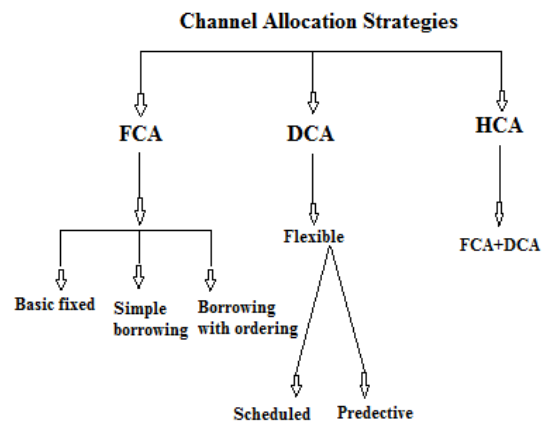 Channel Allocation Strategies
FCA
DCA
HCA
Flexible
FCA+DCA
Basic fixed
Simple
borrowing
Borrowing
with ordering
Scheduled
Predective